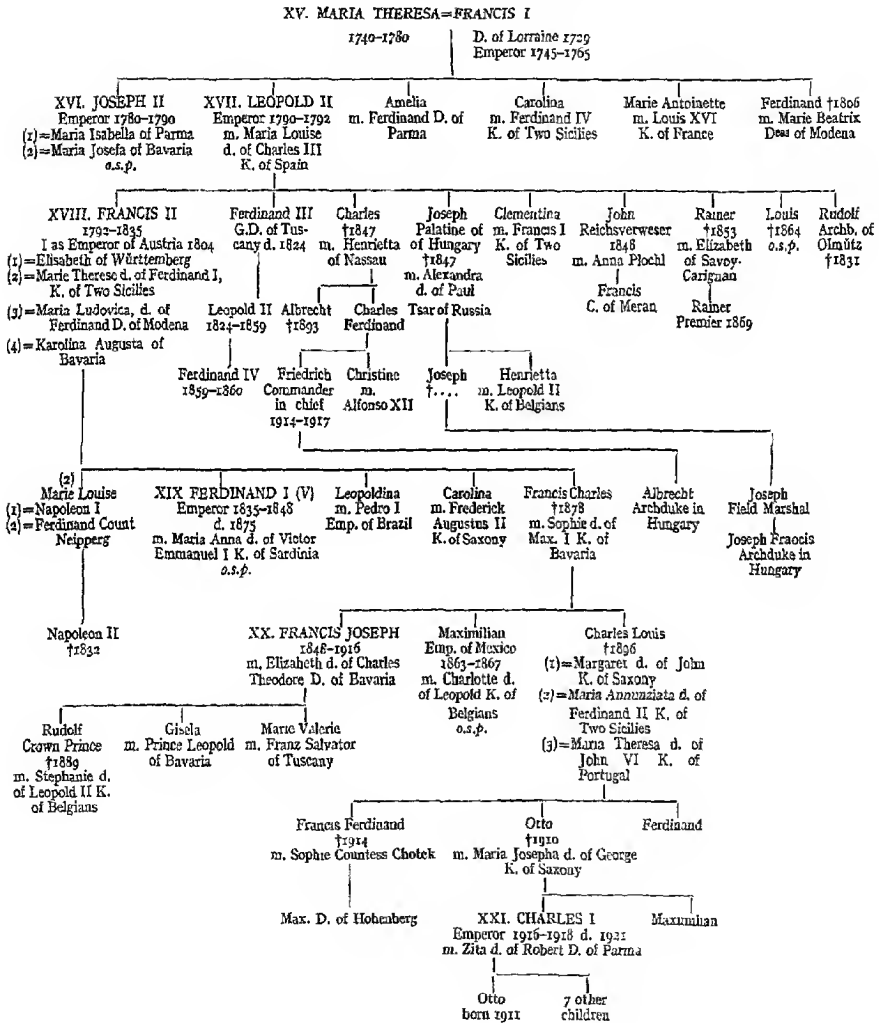 XV. MARIA THERESA=FRANCIS I
1740–1780
D. of Lorraine 1729
Emperor 1745–1765
XVI. JOSEPH II
Emperor 1780–1790
(1)=Maria Isabella of Parma
(2)=Maria Josefa of Bavaria
o.s.p.
XVII. LEOPOLD II
Emperor 1790–1792
m. Maria Louise
d. of Charles III
K. of Spain
Amelia
m. Ferdinand D. of
Parma
Carolina
m. Ferdinand IV
K. of Two Sicilies
Marie Antoinette
m. Louis XVI
K. of France
Ferdinand †1806
m. Marie Beatrix
Dess of Modena
XVIII. FRANCIS II
1792–1835
I as Emperor of Austria 1804
(1)=Elisabeth of Württemberg
(2)=Marie Therese d. of Ferdinand I,
K. of Two Sicilies
(3)=Maria Ludovica, d. of
Ferdinand D. of Modena
(4)=Karolina Augusta of
Bavaria
Ferdinand III
G.D. of Tus-
cany d. 1824
Charles
†1847
m. Henrietta
of Nassau
Joseph
Palatine
of Hungary
†1847
m. Alexandra
d. of Paul
Tsar of Russia
Clementina
m. Francis I
K. of Two
Sicilies
John
Reichsverweser
1848
m. Anna Plochl
Rainer
†1853
m. Elizabeth
of Savoy-
Carignan
Louis
†1864
o.s.p.
Rudolf
Archb. of
Olmütz
†1831
Leopold II
1824–1859
Albrecht
†1893
Charles
Ferdinand
Francis
C. of Meran
Rainer
Premier 1869
Ferdinand IV
1859–1860
Friedrich
Commander
in chief
1914–1917
Christine
m.
Alfonso XII
Joseph
†....
Henrietta
m. Leopold II
K. of Belgians
(2)
Marie Louise
(1)=Napoleon I
(2)=Ferdinand Count
Neipperg
XIX FERDINAND I (V)
Emperor 1835–1848
d. 1875
m. Maria Anna d. of Victor
Emmanuel I K. of Sardinia
o.s.p.
Leopoldina
m. Pedro I
Emp. of Brazil
Carolina
m. Frederick
Augustus II
K. of Saxony
Francis Charles
†1878
m. Sophie d. of
Max. I K. of
Bavaria
Albrecht
Archduke in
Hungary
Joseph
Field Marshal
Joseph Francis
Archduke in
Hungary
Napoleon II
†1832
XX. FRANCIS JOSEPH
1848–1916
m. Elizabeth d. of Charles
Theodore D. of Bavaria
Maximilian
Emp. of Mexico
1863–1867
m. Charlotte d.
of Leopold K. of
Belgians
o.s.p.
Charles Louis
†1896
(1)=Margaret d. of John
K. of Saxony
(2)=Maria Annunziata d. of
Ferdinand II K. of
Two Sicilies
(3)=Maria Theresa d. of
John VI K. of
Portugal
Rudolf
Crown Prince
†1889
m. Stephanie d.
of Leopold II K.
of Belgians
Gisela
m. Prince Leopold
of Bavaria
Marie Valerie
m. Franz Salvator
of Tuscany
Francis Ferdinand
†1914
m. Sophie Countess Chotek
Otto
†1910
m. Maria Josepha d. of George
K. of Saxony
Ferdinand
Max. D. of Hohenberg
XXI. CHARLES I
Emperor 1916–1918 d. 1921
m. Zita d. of Robert D. of Parma
Maximilian
Otto
born 1911
7 other
children